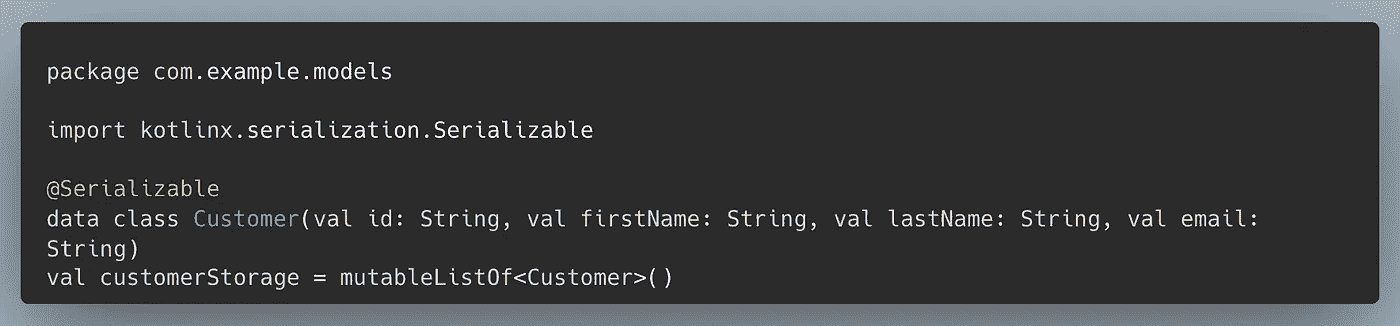 package com.example.models
import kotlinx.serialization.Serializable
@Serializable
data class Customer(val id: String, val firstName: String, val lastName: String, val email:
String)
val customerStorage = mutableListOf<Customer>()